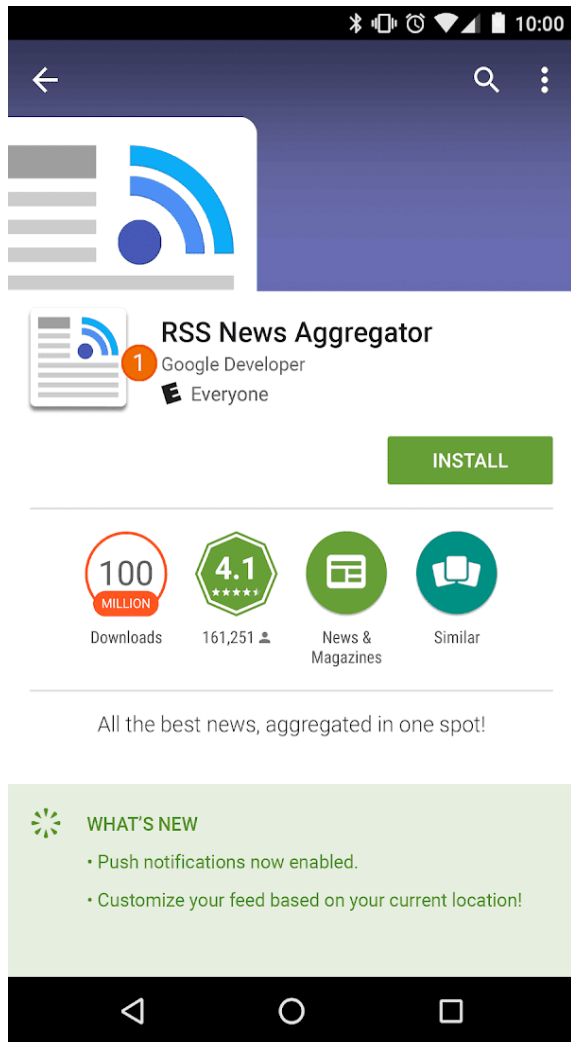 10:00
RSS News Aggregator
1
Google Developer
E Everyone
INSTALL
100
MILLION
4.1
Downloads
161,251
News &
Magazines
Similar
All the best news, aggregated in one spot!
WHAT'S NEW
• Push notifications now enabled.
• Customize your feed based on your current location!